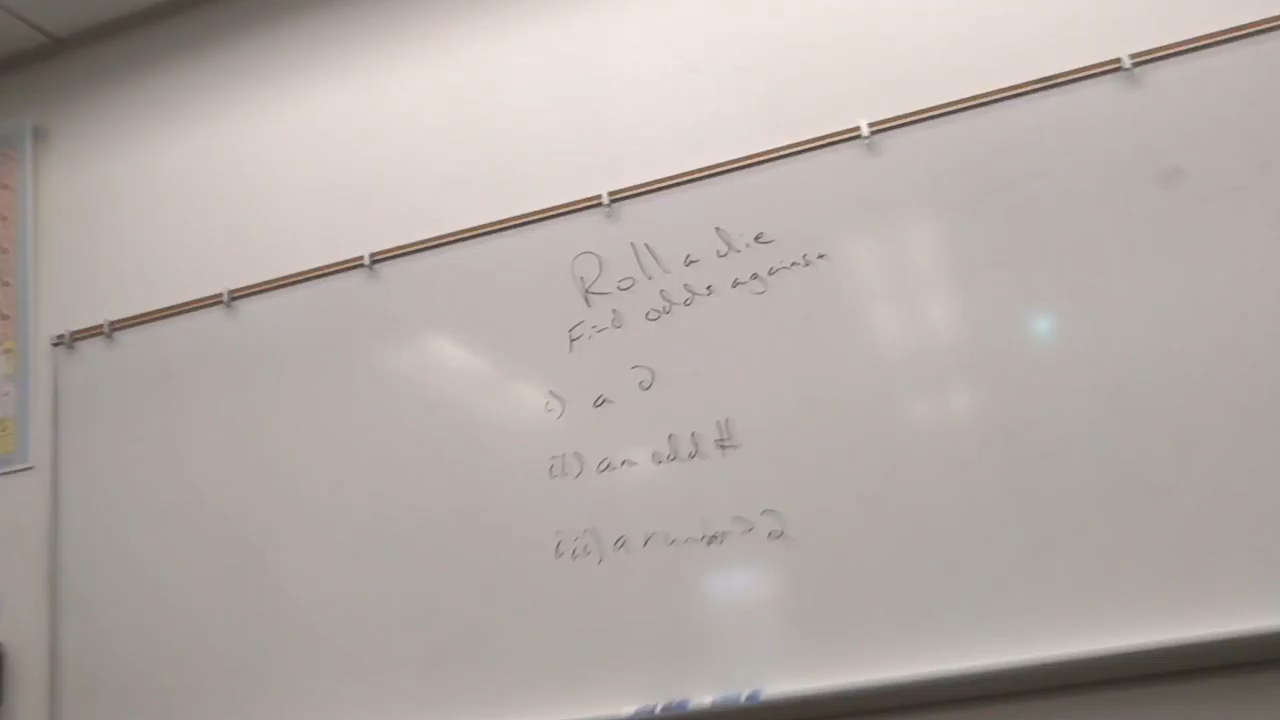 Roll a die
Find odds against
i) a 2
ii) an odd #
iii) a number > 2